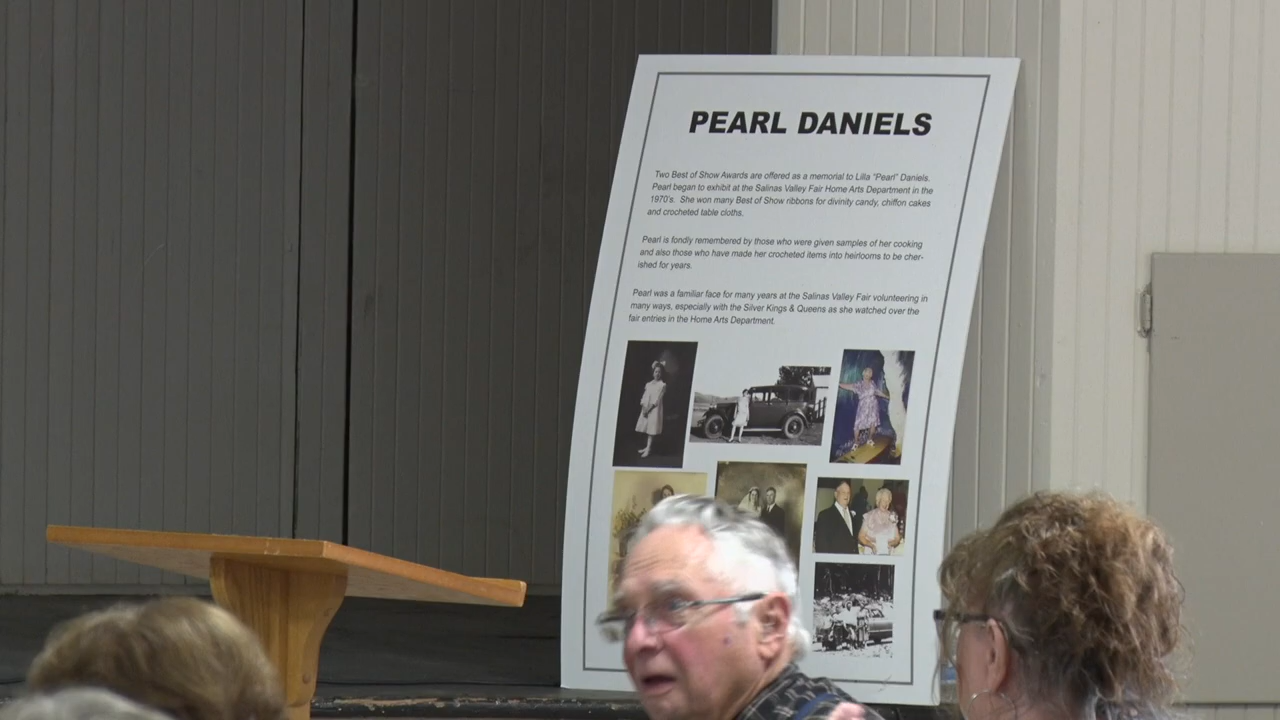 PEARL DANIELS
Two Best of Show Awards are offered as a memorial to Lilla "Pearl" Daniels.
Pearl began to exhibit at the Salinas Valley Fair Home Arts Department in the
1970's. She won many Best of Show ribbons for divinity candy, chiffon cakes
and crocheted table cloths.
Pearl is fondly remembered by those who were given samples of her cooking
and also those who have made her crocheted items into heirlooms to be cher-
ished for years.
Pearl was a familiar face for many years at the Salinas Valley Fair volunteering in
many ways, especially with the Silver Kings & Queens as she watched over the
fair entries in the Home Arts Department.